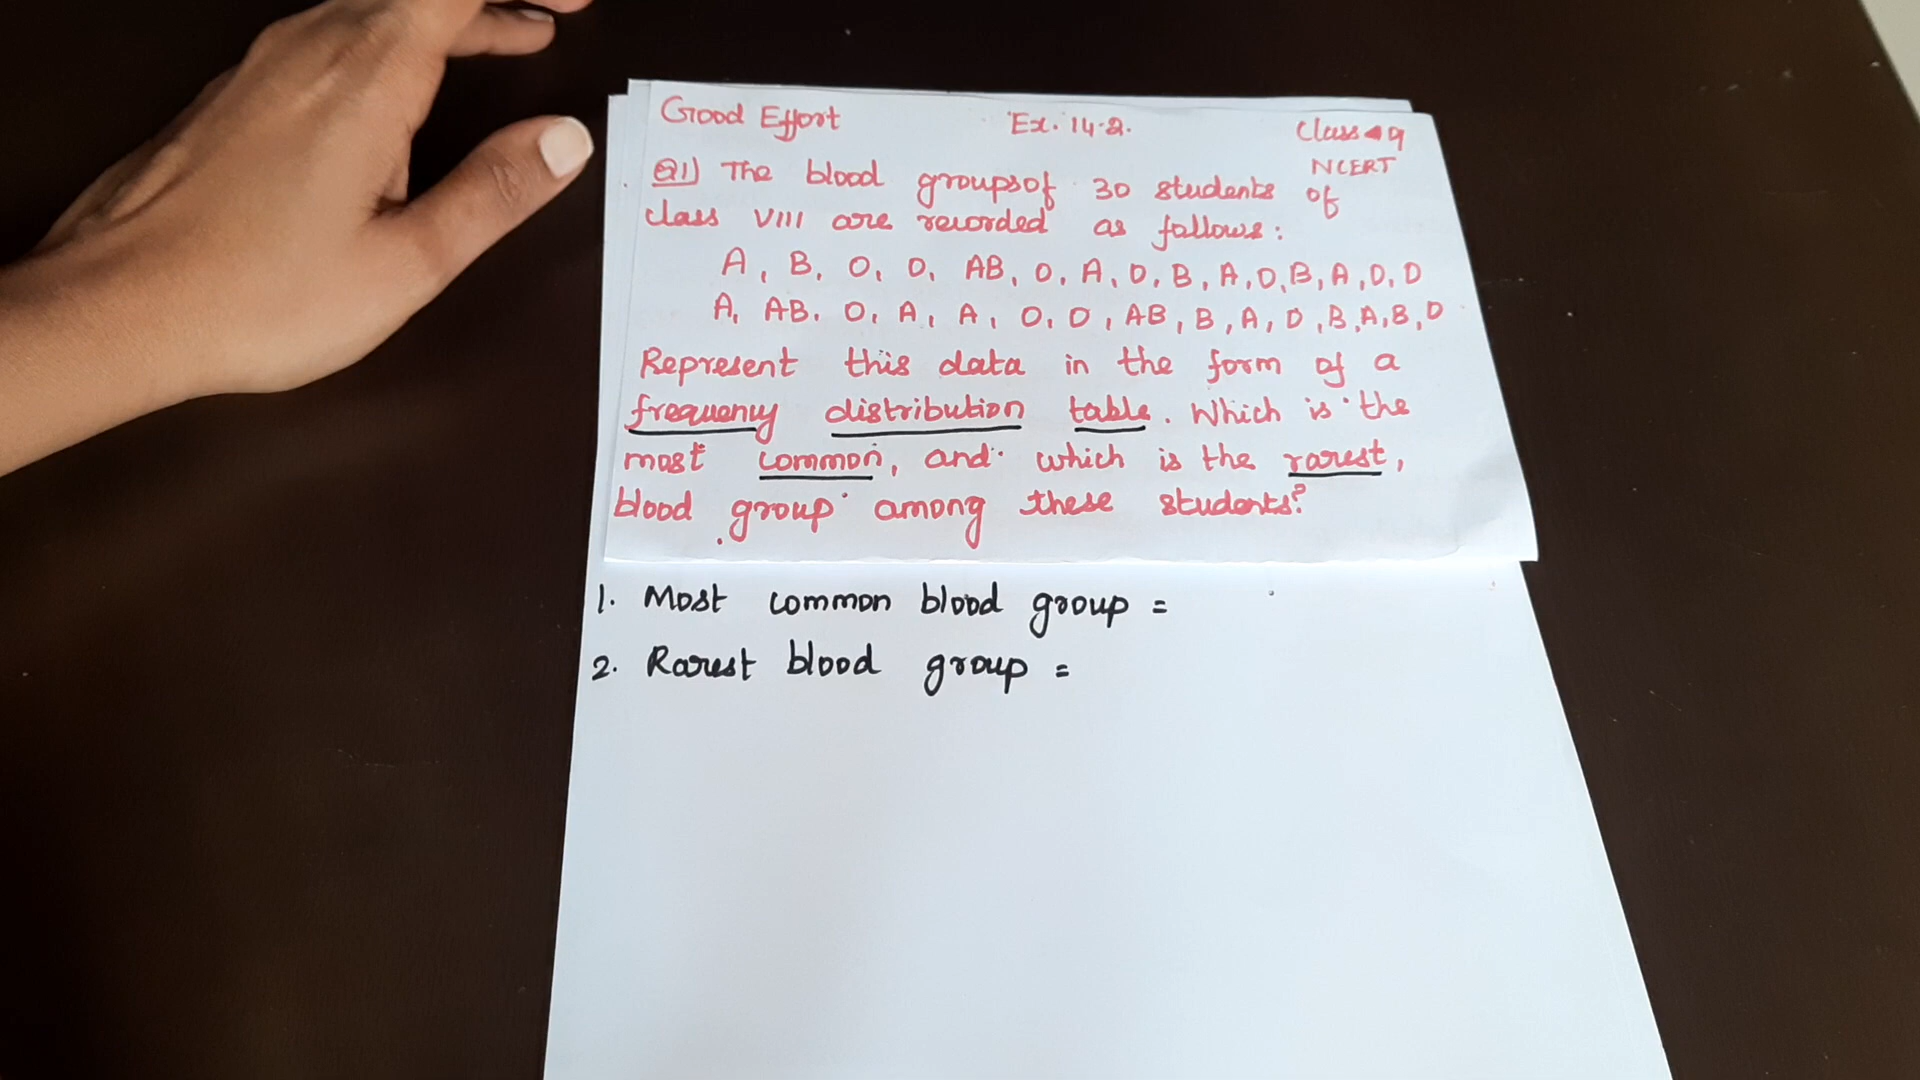 Good Effort Ex. 14.2. Class 9
NCERT
Q1) The blood groups of 30 students of
class VIII are recorded as follows:
A, B, O, O, AB, O, A, O, B, A, O, B, A, O, O
A, AB, O, A, A, O, O, AB, B, A, O, B, A, B, O
Represent this data in the form of a
frequency distribution table. Which is the
most common, and which is the rarest,
blood group among these students?
1. Most common blood group =
2. Rarest blood group =